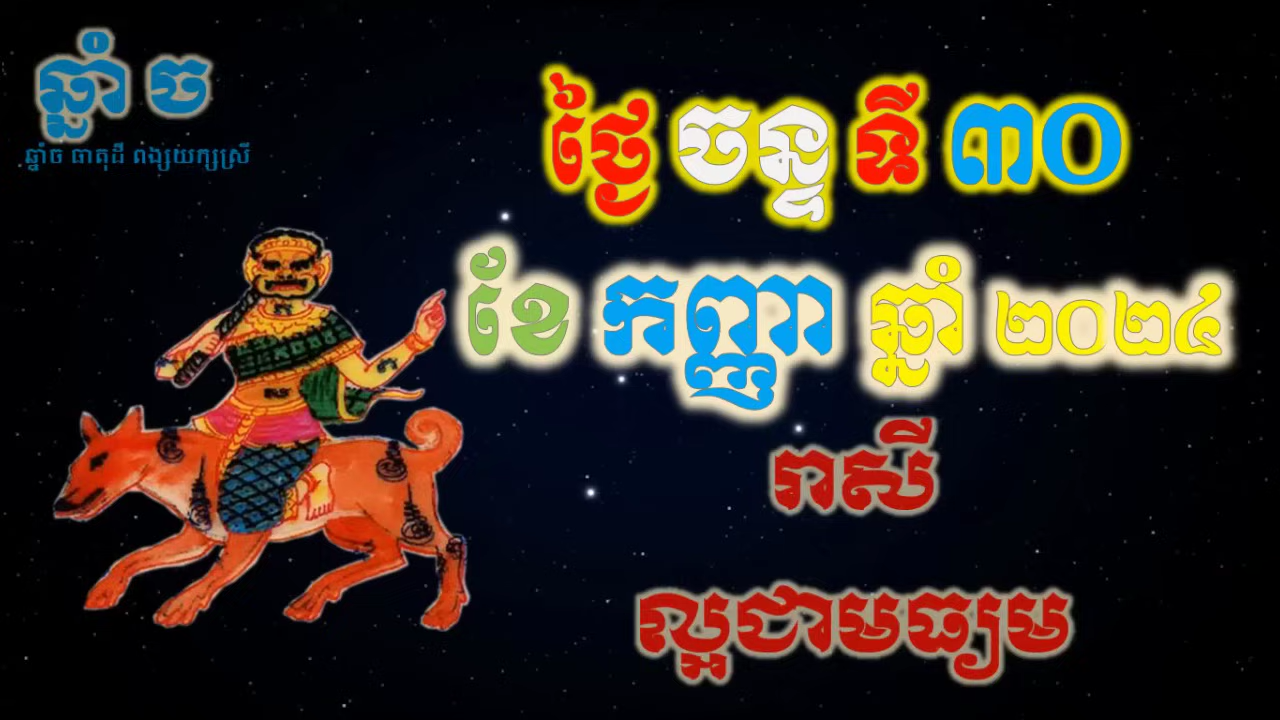 ឆ្នាំ ច
ឆ្នាំច ធាតុដី ពង្សយក្សស្រី
ថ្ងៃ ចន្ទ ទី ៣០
ខែ កញ្ញា ឆ្នាំ ២០២៤
រាសី
ល្អជាមធ្យម